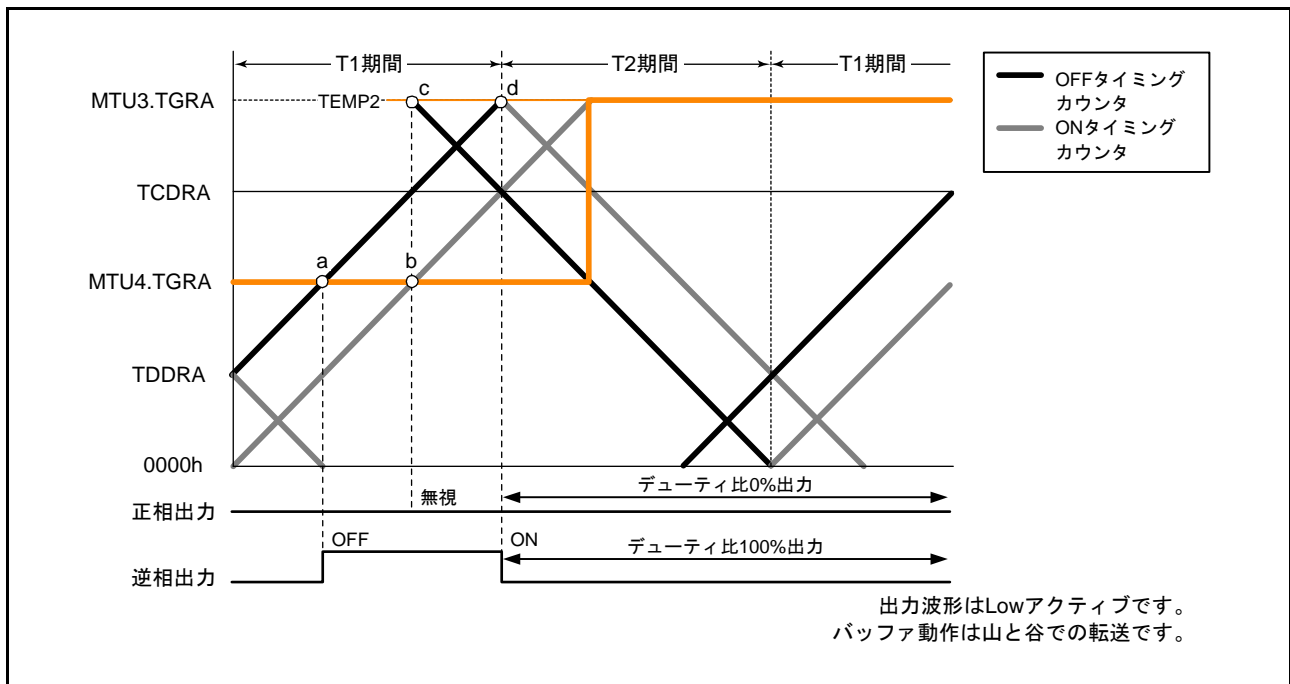 T1期間
T2期間
T1期間
OFFタイミング
カウンタ
ONタイミング
カウンタ
MTU3.TGRA
TEMP2
c
d
TCDRA
a
b
MTU4.TGRA
TDDRA
0000h
無視
デューティ比0%出力
正相出力
OFF
ON
デューティ比100%出力
逆相出力
出力波形はLowアクティブです。
バッファ動作は山と谷での転送です。